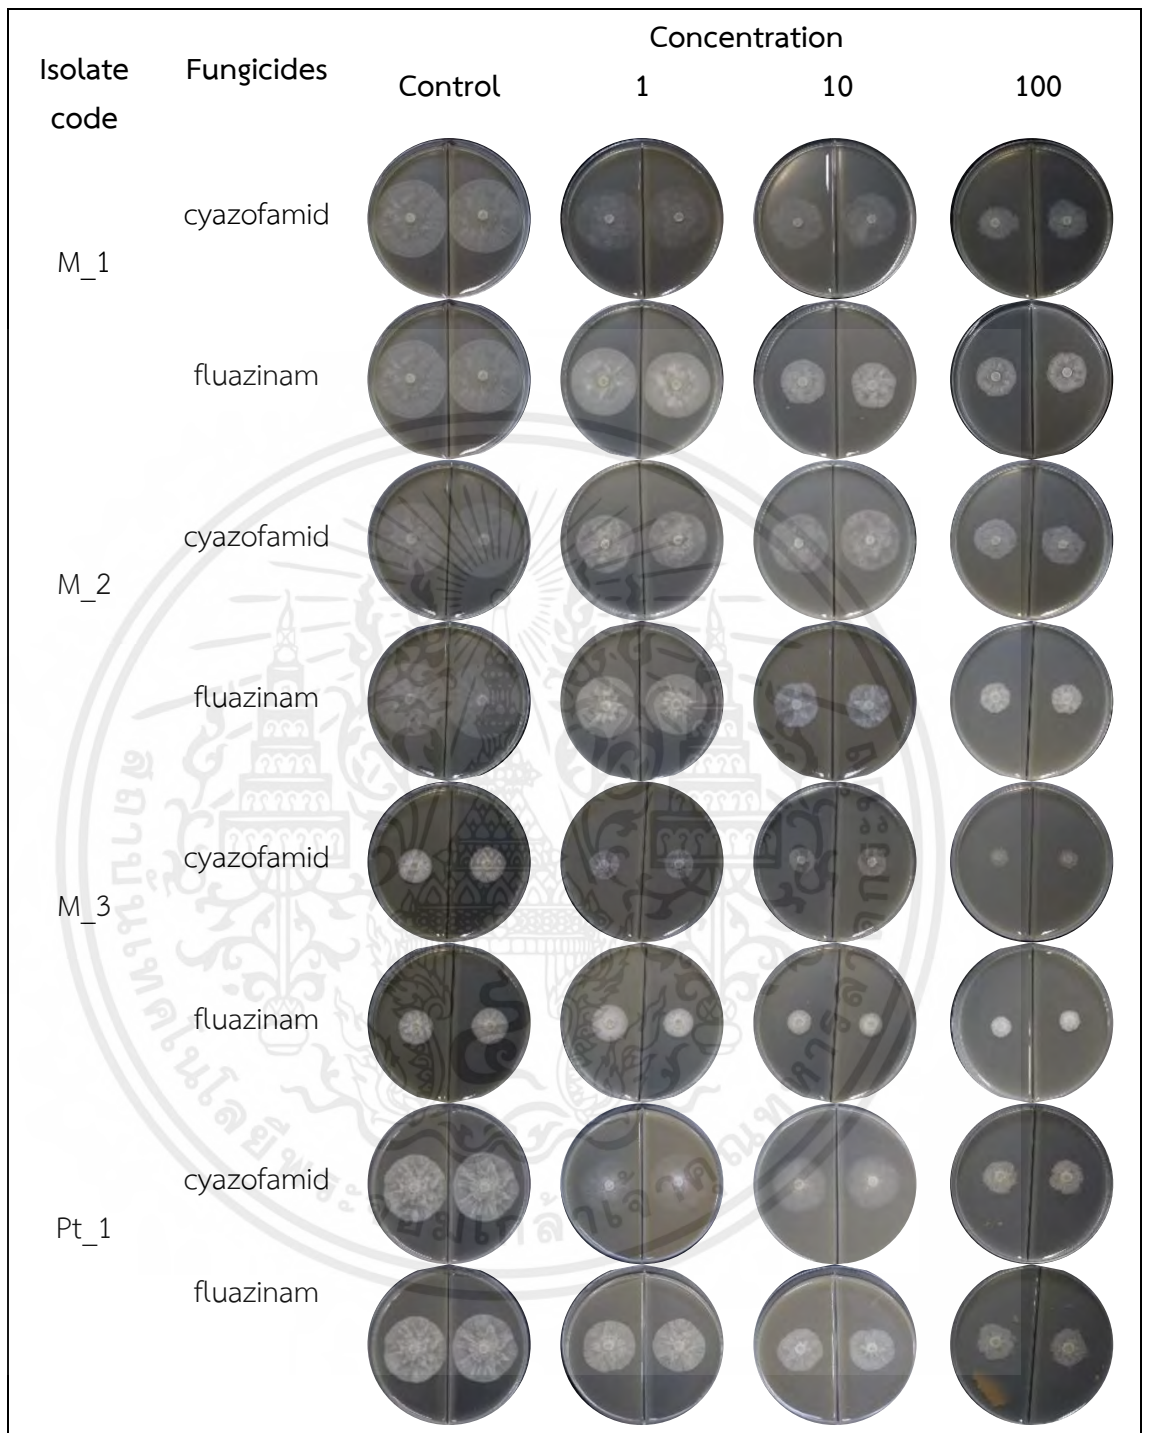 Concentration
Isolate code Fungicides Control 1 10 100
M_1 cyazofamid
fluazinam
M_2 cyazofamid
fluazinam
M_3 cyazofamid
fluazinam
Pt_1 cyazofamid
fluazinam